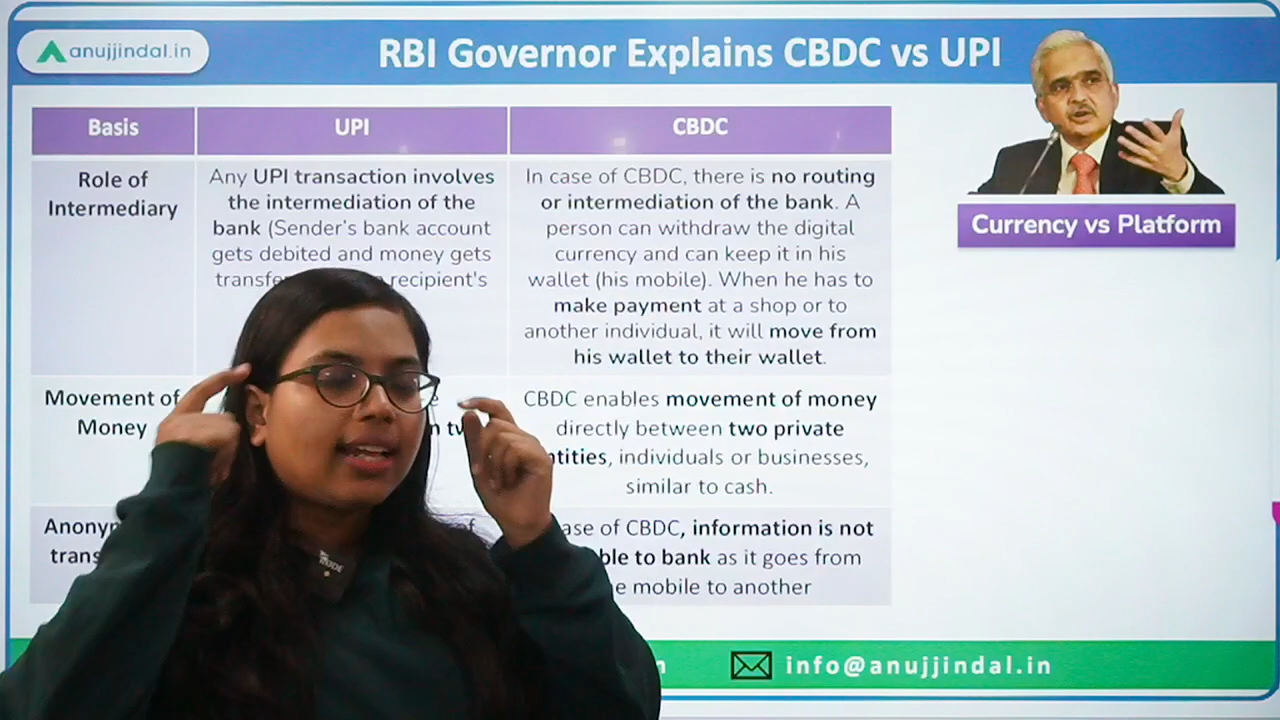 anujjindal.in
RBI Governor Explains CBDC vs UPI
Basis
UPI
CBDC
Role of
Intermediary
Any UPI transaction involves
the intermediation of the
bank (Sender's bank account
gets debited and money gets
recipient's
In case of CBDC, there is no routing
or intermediation of the bank. A
person can withdraw the digital
currency and can keep it in his
wallet (his mobile). When he has to
make payment at a shop or to
another individual, it will move from
his wallet to their wallet.
Movement of
Money
CBDC enables movement of money
directly between two private
, individuals or businesses,
similar to cash.
case of CBDC, information is not
to bank as it goes from
mobile to another
Currency vs Platform
info@anujjindal.in
RODE